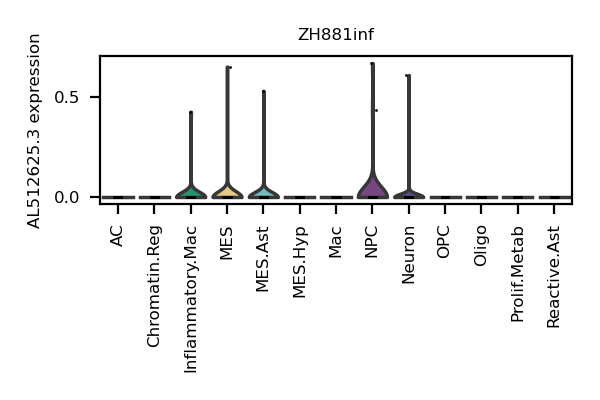 ZH881inf
AL512625.3 expression
0.5
0.0
AC
Chromatin.Reg
Inflammatory.Mac
MES
MES.Ast
MES.Hyp
Mac
NPC
Neuron
OPC
Oligo
Prolif.Metab
Reactive.Ast